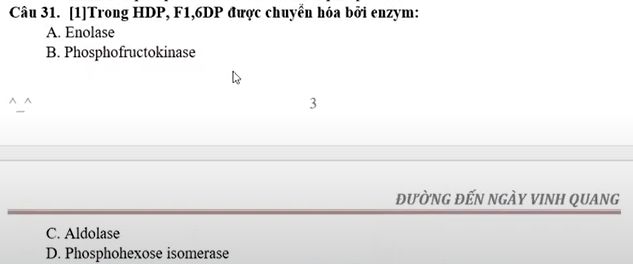 Câu 31. [1]Trong HDP, F1,6DP được chuyển hóa bởi enzym:
A. Enolase
B. Phosphofructokinase
^_^
3
ĐƯỜNG ĐẾN NGÀY VINH QUANG
C. Aldolase
D. Phosphohexose isomerase